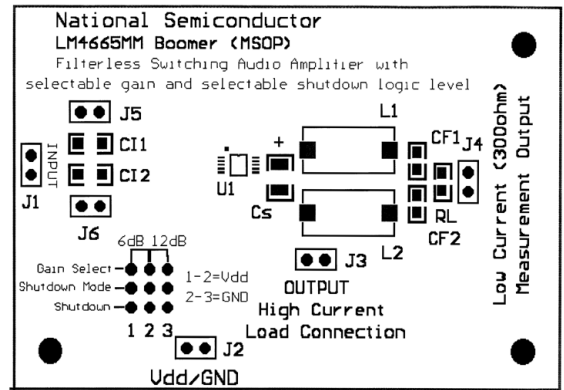 National Semiconductor
LM4665MM Boomer (MSOP)
Filterless Switching Audio Amplifier with
selectable gain and selectable shutdown logic level
J5
L1
CI1
+
CF1
J4
INPUT
U1
CI2
J1
Cs
RL
J6
L2
CF2
6dB 12dB
J3
Gain Select
1-2=Vdd
OUTPUT
Shutdown Mode
2-3=GND
High Current
Shutdown
Load Connection
1 2 3
J2
Vdd/GND
Low Current (300ohm)
Measurement Output